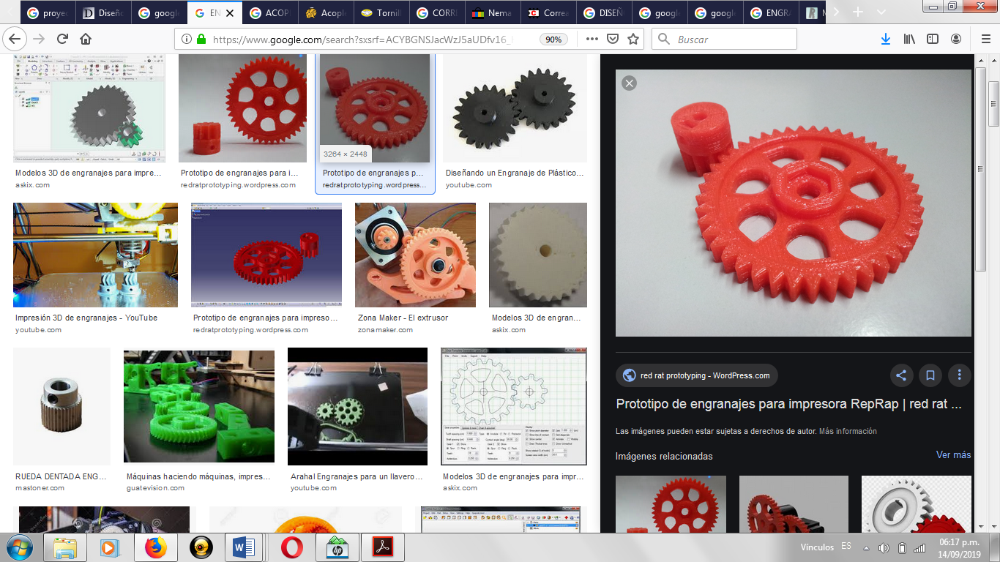 proyec
Diseño
google
EN
ACOP
Acople
Tornill
CORRE
Nema
Correa
DISEÑ
google
google
ENGRA
https://www.google.com/search?sxsrf=ACYBGNSJacWzJ5aUDfv16_
90%
Buscar
3264 × 2448
Modelos 3D de engranajes para impre...
askix.com
Prototipo de engranajes para i...
redratprototyping.wordpress.com
Prototipo de engranajes p...
redratprototyping.wordpress...
Diseñando un Engranaje de Plástico...
youtube.com
Impresión 3D de engranajes - YouTube
youtube.com
Prototipo de engranajes para impreso...
redratprototyping.wordpress.com
Zona Maker - El extrusor
zonamaker.com
Modelos 3D de engran...
askix.com
RUEDA DENTADA ENG...
mastoner.com
Máquinas haciendo máquinas, impres...
guatevision.com
Arahal Engranajes para un llavero...
youtube.com
Modelos 3D de engranajes para impr...
askix.com
red rat prototyping - WordPress.com
Prototipo de engranajes para impresora RepRap | red rat ...
Las imágenes pueden estar sujetas a derechos de autor. Más información
Imágenes relacionadas
Ver más
Vínculos
ES
06:17 p.m.
14/09/2019